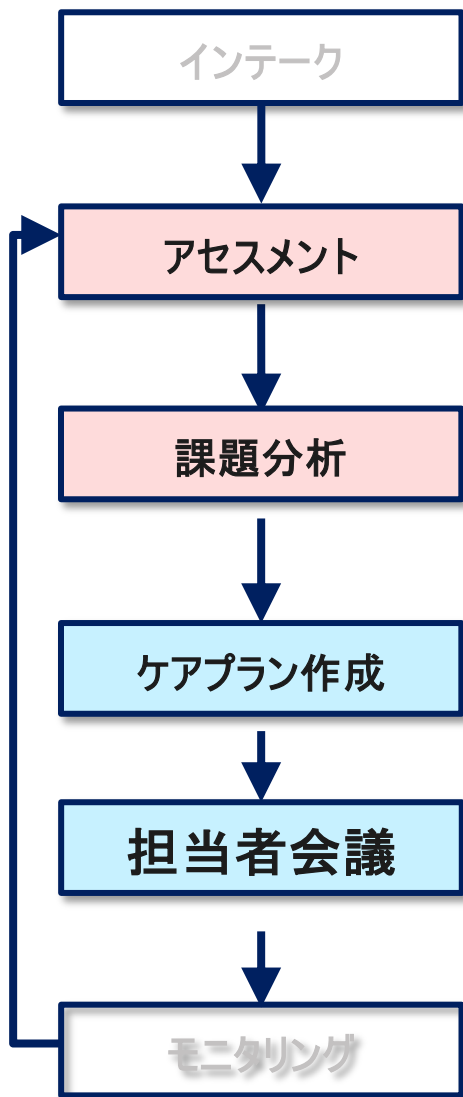 インテーク
アセスメント
課題分析
ケアプラン作成
担当者会議
モニタリング